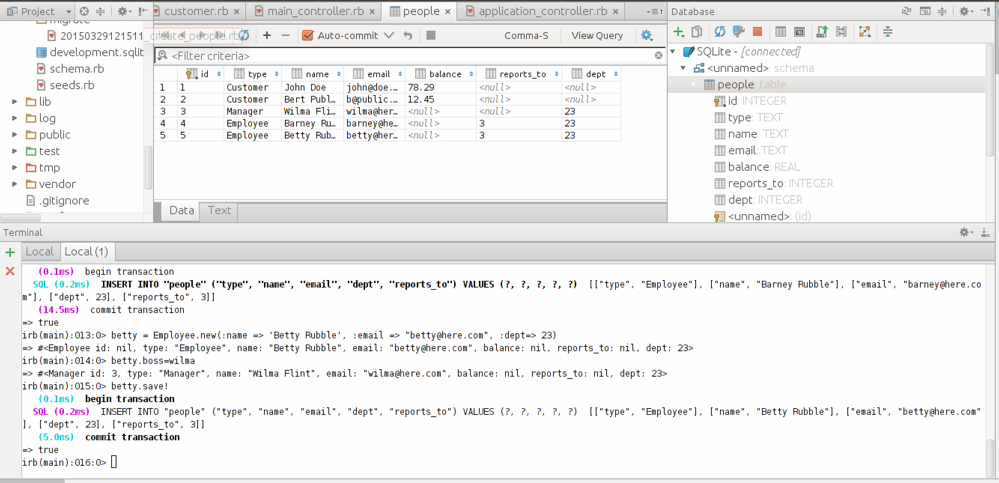 Project
customer.rb
main_controller.rb
people
application_controller.rb
7
Database
migrate
20150329121511_create_people.rb
Auto-commit
Comma-S
View Query
development.sqlit
<Filter criteria>
schema.rb
seeds.rb
lib
log
public
test
tmp
vendor
.gitignore
id type name email balance reports_to dept
1 1 Customer John Doe john@doe.… 78.29 <null> <null>
2 2 Customer Bert Publ… b@public.… 12.45 <null> <null>
3 3 Manager Wilma Fli… wilma@her… <null> <null> 23
4 4 Employee Barney Ru… barney@he… <null> 3 23
5 5 Employee Betty Rub… betty@her… <null> 3 23
Data Text
SQL
DDL
SQLite - [connected]
<unnamed>: schema
people: table
id: INTEGER
type: TEXT
name: TEXT
email: TEXT
balance: REAL
reports_to: INTEGER
dept: INTEGER
<unnamed>: (id)
Terminal
Local Local (1)
(0.1ms) begin transaction
SQL (0.2ms) INSERT INTO "people" ("type", "name", "email", "dept", "reports_to") VALUES (?, ?, ?, ?, ?) [["type", "Employee"], ["name", "Barney Rubble"], ["email", "barney@here.co
m"], ["dept", 23], ["reports_to", 3]]
(14.5ms) commit transaction
=> true
irb(main):013:0> betty = Employee.new(:name => 'Betty Rubble', :email => "betty@here.com", :dept=> 23)
=> #<Employee id: nil, type: "Employee", name: "Betty Rubble", email: "betty@here.com", balance: nil, reports_to: nil, dept: 23>
irb(main):014:0> betty.boss=wilma
=> #<Manager id: 3, type: "Manager", name: "Wilma Flint", email: "wilma@here.com", balance: nil, reports_to: nil, dept: 23>
irb(main):015:0> betty.save!
(0.1ms) begin transaction
SQL (0.2ms) INSERT INTO "people" ("type", "name", "email", "dept", "reports_to") VALUES (?, ?, ?, ?, ?) [["type", "Employee"], ["name", "Betty Rubble"], ["email", "betty@here.com"
], ["dept", 23], ["reports_to", 3]]
(5.0ms) commit transaction
=> true
irb(main):016:0>